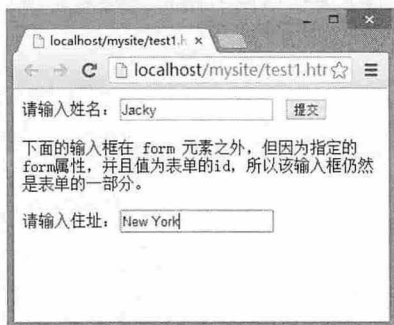 localhost/mysite/test1.h
localhost/mysite/test1.htm
请输入姓名: Jacky 提交
下面的输入框在 form 元素之外, 但因为指定的
form属性, 并且值为表单的id, 所以该输入框仍然
是表单的一部分。
请输入住址: New York